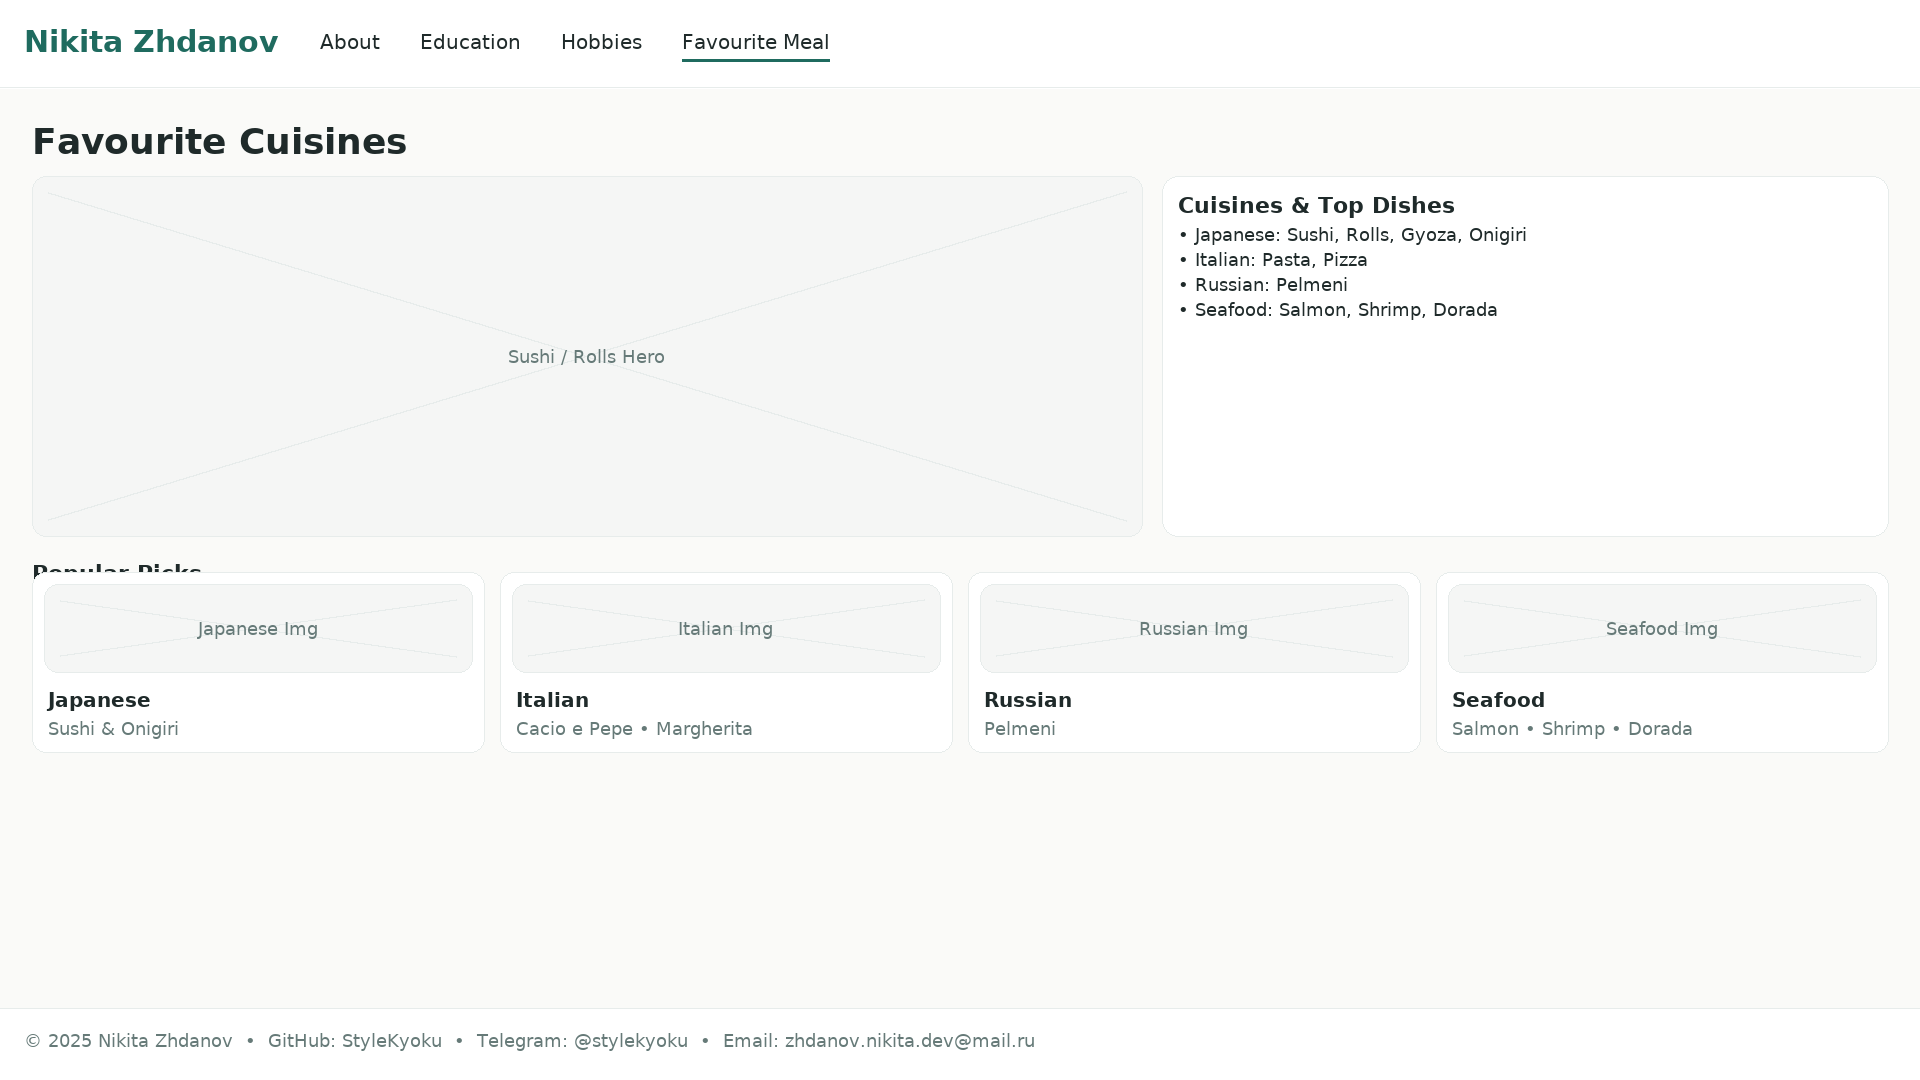 Nikita Zhdanov About Education Hobbies Favourite Meal
Favourite Cuisines
Sushi / Rolls Hero
Cuisines & Top Dishes
• Japanese: Sushi, Rolls, Gyoza, Onigiri
• Italian: Pasta, Pizza
• Russian: Pelmeni
• Seafood: Salmon, Shrimp, Dorada
Popular Picks
Japanese Img
Japanese
Sushi & Onigiri
Italian Img
Italian
Cacio e Pepe • Margherita
Russian Img
Russian
Pelmeni
Seafood Img
Seafood
Salmon • Shrimp • Dorada
© 2025 Nikita Zhdanov • GitHub: StyleKyoku • Telegram: @stylekyoku • Email: zhdanov.nikita.dev@mail.ru